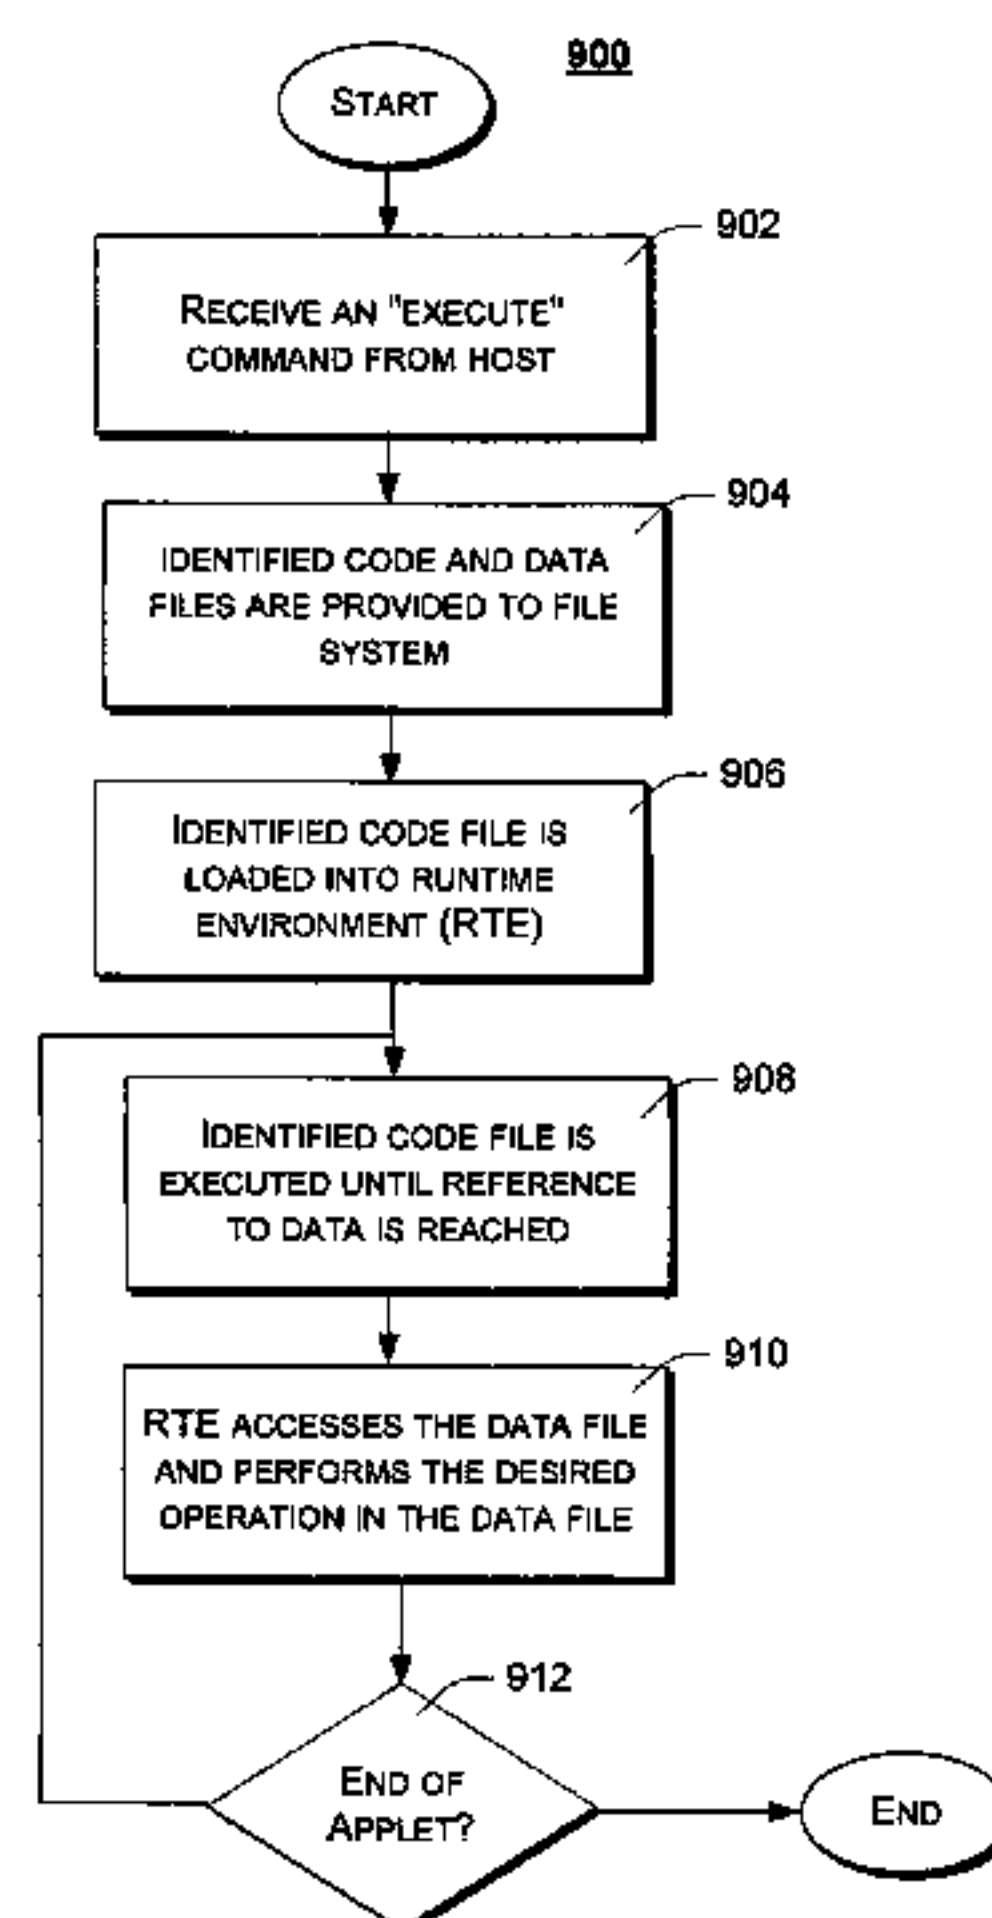 900
START
902
RECEIVE AN "EXECUTE"
COMMAND FROM HOST
904
IDENTIFIED CODE AND DATA
FILES ARE PROVIDED TO FILE
SYSTEM
906
IDENTIFIED CODE FILE IS
LOADED INTO RUNTIME
ENVIRONMENT (RTE)
908
IDENTIFIED CODE FILE IS
EXECUTED UNTIL REFERENCE
TO DATA IS REACHED
910
RTE ACCESSES THE DATA FILE
AND PERFORMS THE DESIRED
OPERATION IN THE DATA FILE
912
END OF
APPLET?
END